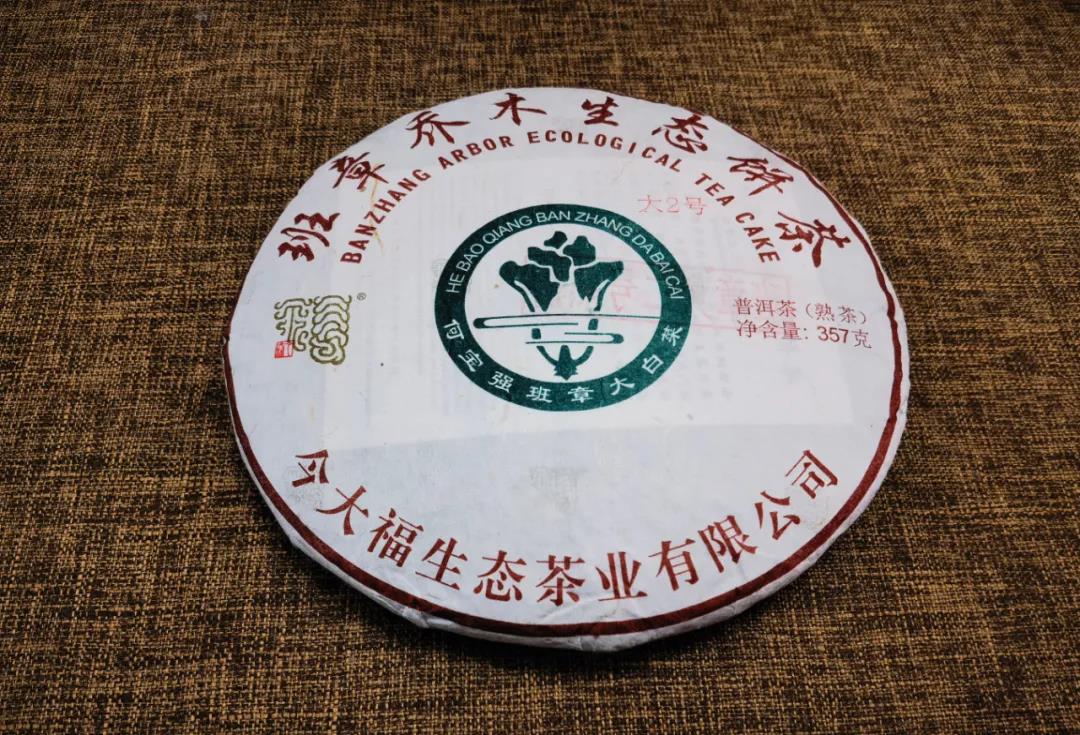 班章乔木生态饼茶
BANZHANG ARBOR ECOLOGICAL TEA CAKE
大2号
HE BAO QIANG BAN ZHANG DA BAI CAI
何宝强班章大白菜
®
普洱茶（熟茶）
净含量: 357克
今大福生态茶业有限公司